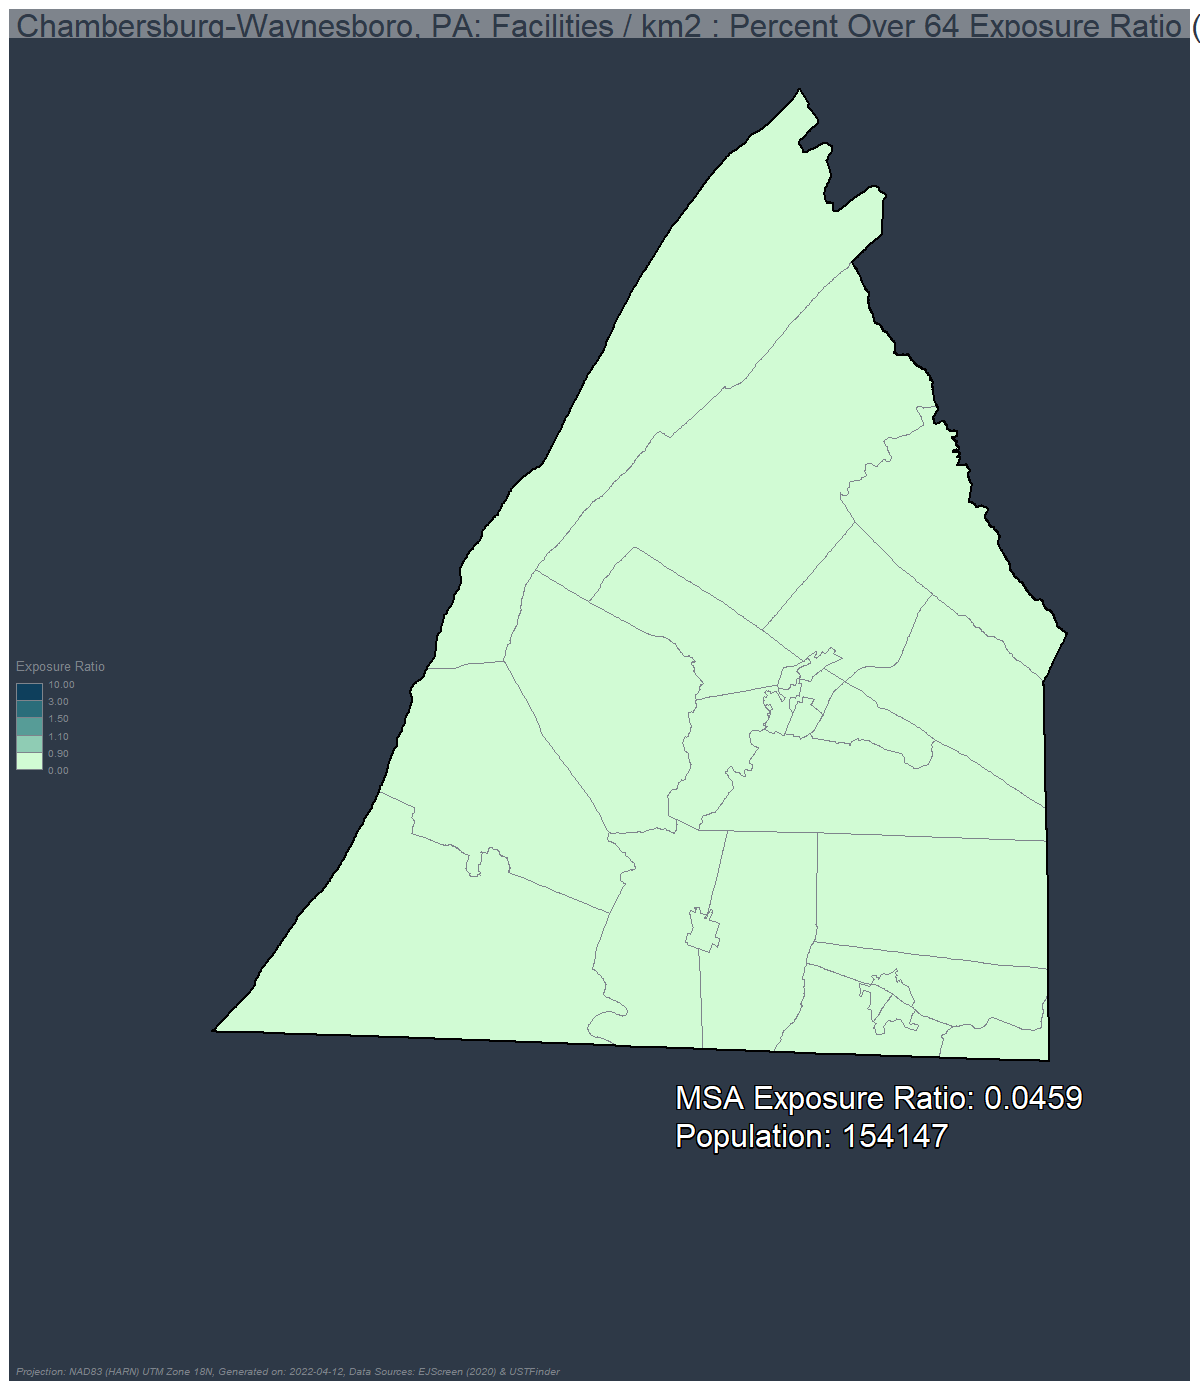 Chambersburg-Waynesboro, PA: Facilities / km2 : Percent Over 64 Exposure Ratio (
Exposure Ratio
10.00
3.00
1.50
1.10
0.90
0.00
MSA Exposure Ratio: 0.0459
Population: 154147
Projection: NAD83 (HARN) UTM Zone 18N, Generated on: 2022-04-12, Data Sources: EJScreen (2020) & USTFinder